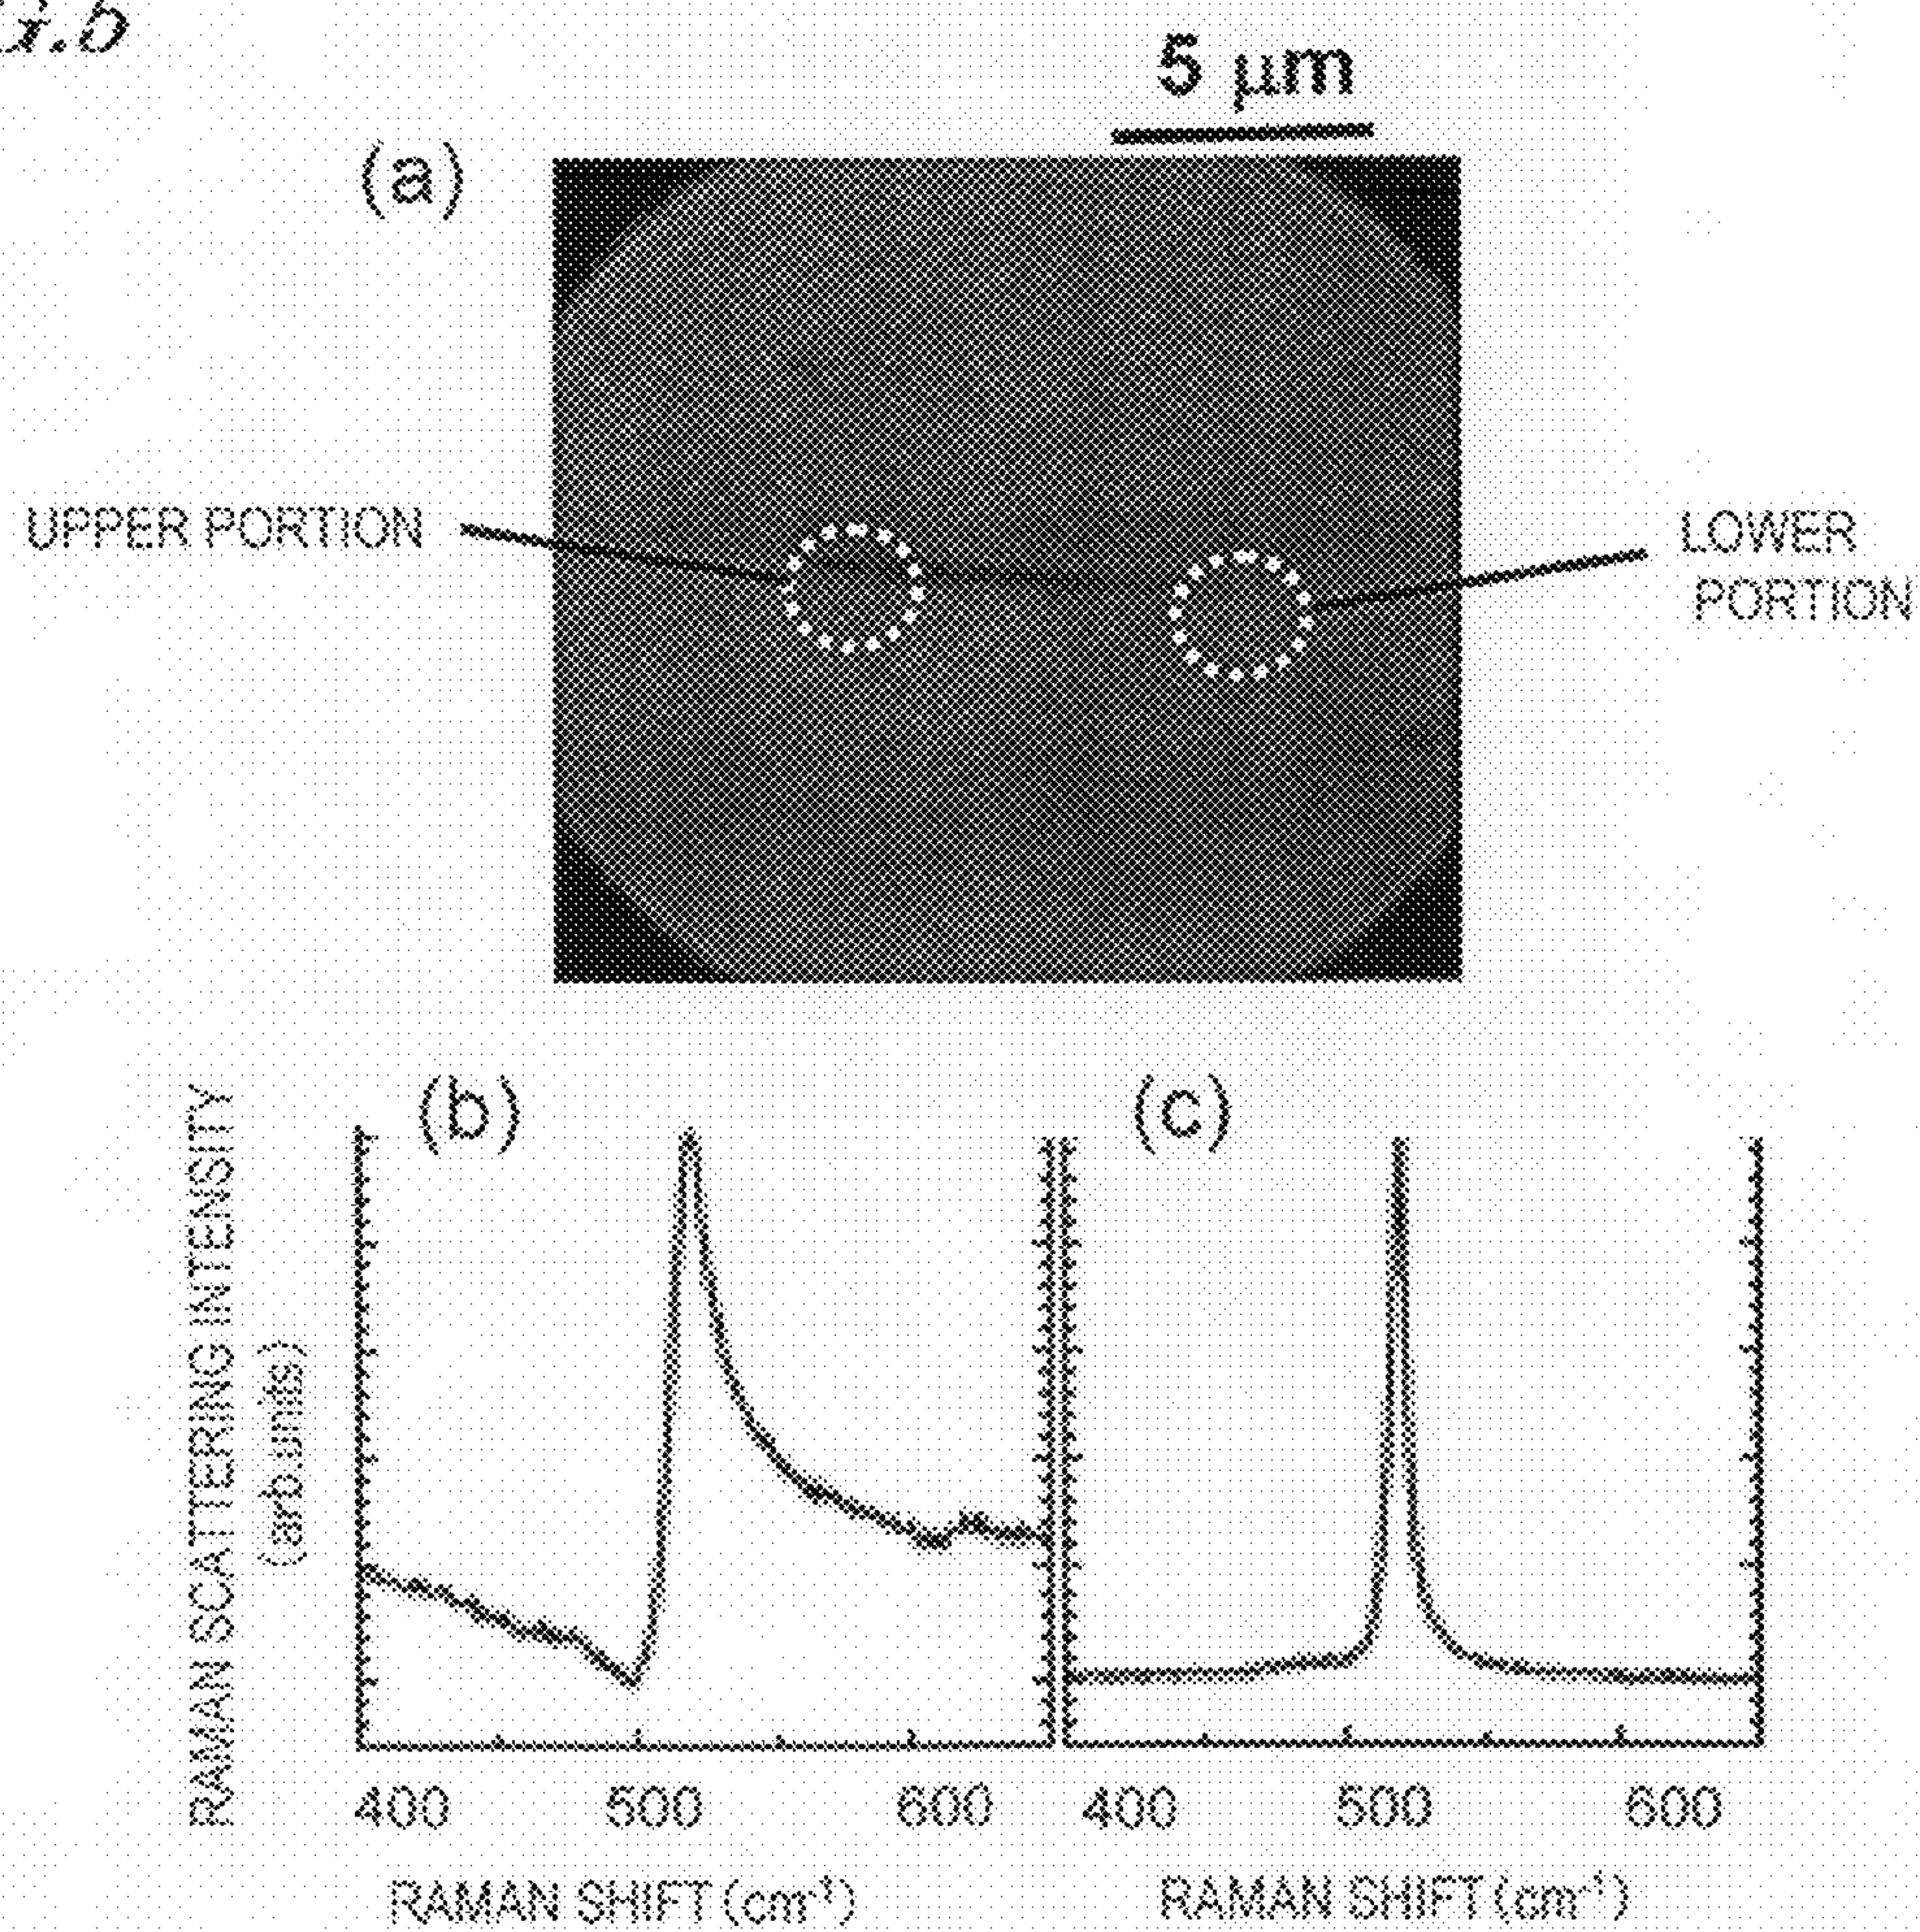 5 μm
(a)
UPPER PORTION
LOWER
PORTION
RAMAN SCATTERING INTENSITY
(arb.units)
(b)
(c)
400 500 600
400 500 600
RAMAN SHIFT (cm⁻¹)
RAMAN SHIFT (cm⁻¹)